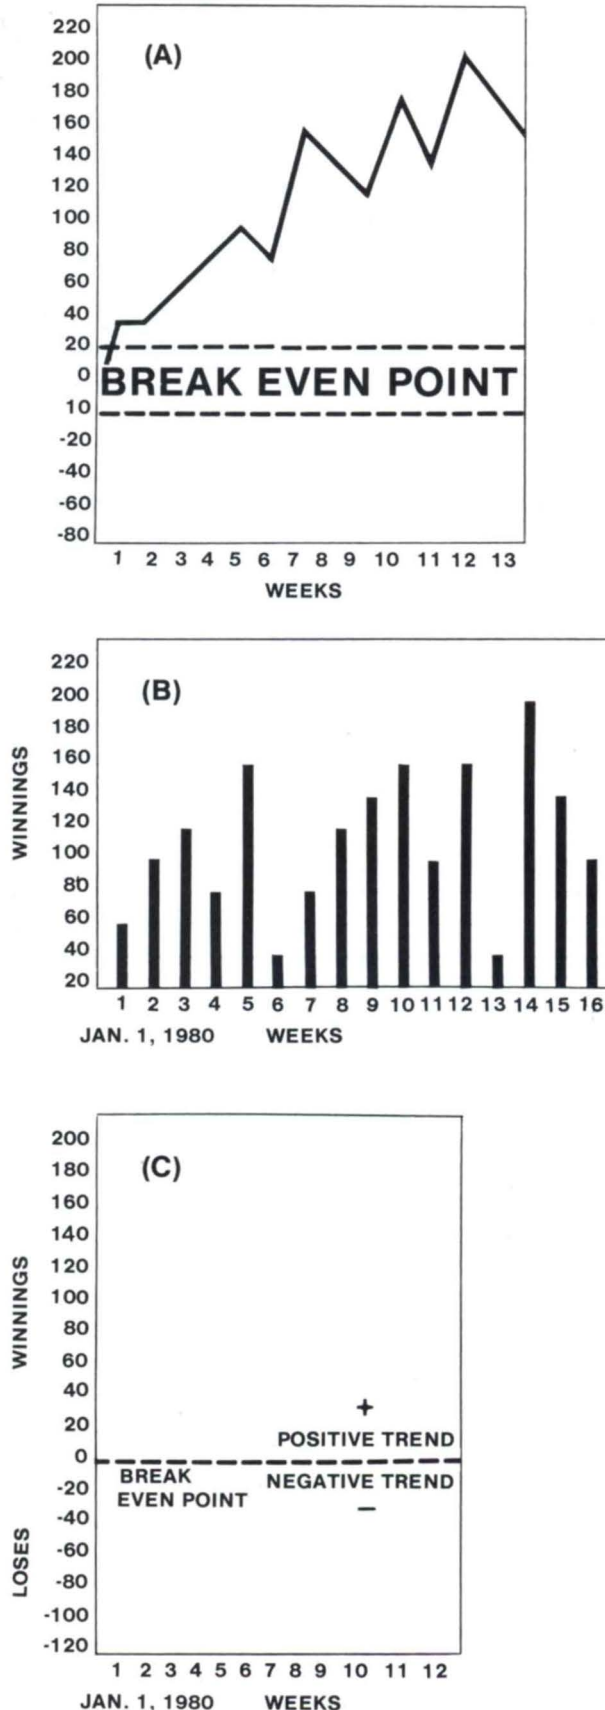 220
(A)
200
180
160
140
120
100
80
60
40
20
0
BREAK EVEN POINT
10
-20
-40
-60
-80
1 2 3 4 5 6 7 8 9 10 11 12 13
WEEKS
220
(B)
200
180
160
140
120
100
80
60
40
20
WINNINGS
1 2 3 4 5 6 7 8 9 10 11 12 13 14 15 16
JAN. 1, 1980 WEEKS
200
(C)
180
160
140
120
100
80
60
40
20
0
-20
-40
-60
-80
-100
-120
WINNINGS
LOSES
+
POSITIVE TREND
BREAK
EVEN POINT
NEGATIVE TREND
–
1 2 3 4 5 6 7 8 9 10 11 12
JAN. 1, 1980 WEEKS